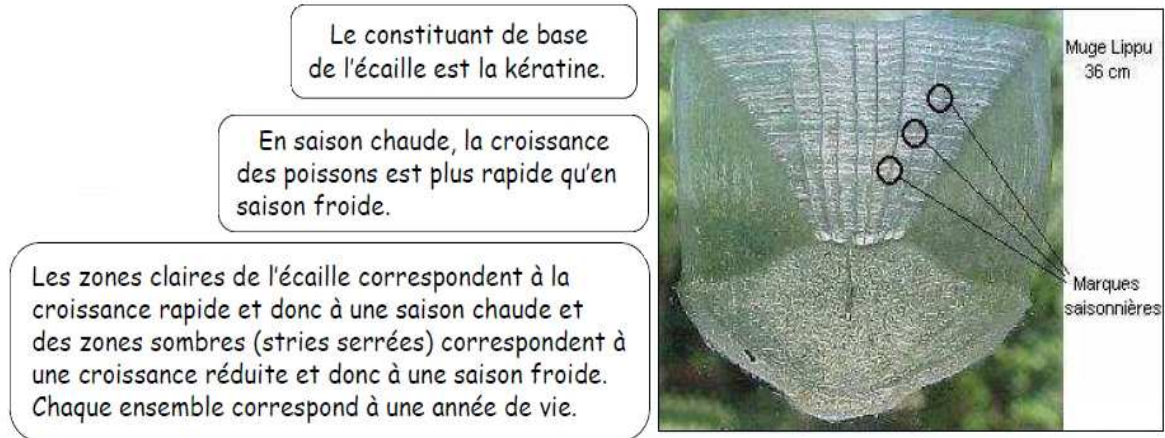 Le constituant de base
de l'écaille est la kératine.
En saison chaude, la croissance
des poissons est plus rapide qu'en
saison froide.
Les zones claires de l'écaille correspondent à la
croissance rapide et donc à une saison chaude et
des zones sombres (stries serrées) correspondent à
une croissance réduite et donc à une saison froide.
Chaque ensemble correspond à une année de vie.
Muge Lippu
36 cm
Marques
saisonnières